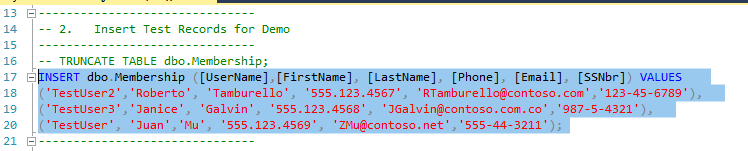 13 ------------------------------
14 -- 2.   Insert Test Records for Demo
15 ------------------------------
16 -- TRUNCATE TABLE dbo.Membership;
17 INSERT dbo.Membership ([UserName],[FirstName], [LastName], [Phone], [Email], [SSNbr]) VALUES
18 ('TestUser2','Roberto', 'Tamburello', '555.123.4567', 'RTamburello@contoso.com','123-45-6789'),
19 ('TestUser3','Janice', 'Galvin', '555.123.4568', 'JGalvin@contoso.com.co','987-5-4321'),
20 ('TestUser', 'Juan','Mu', '555.123.4569', 'ZMu@contoso.net','555-44-3211');
21 ------------------------------